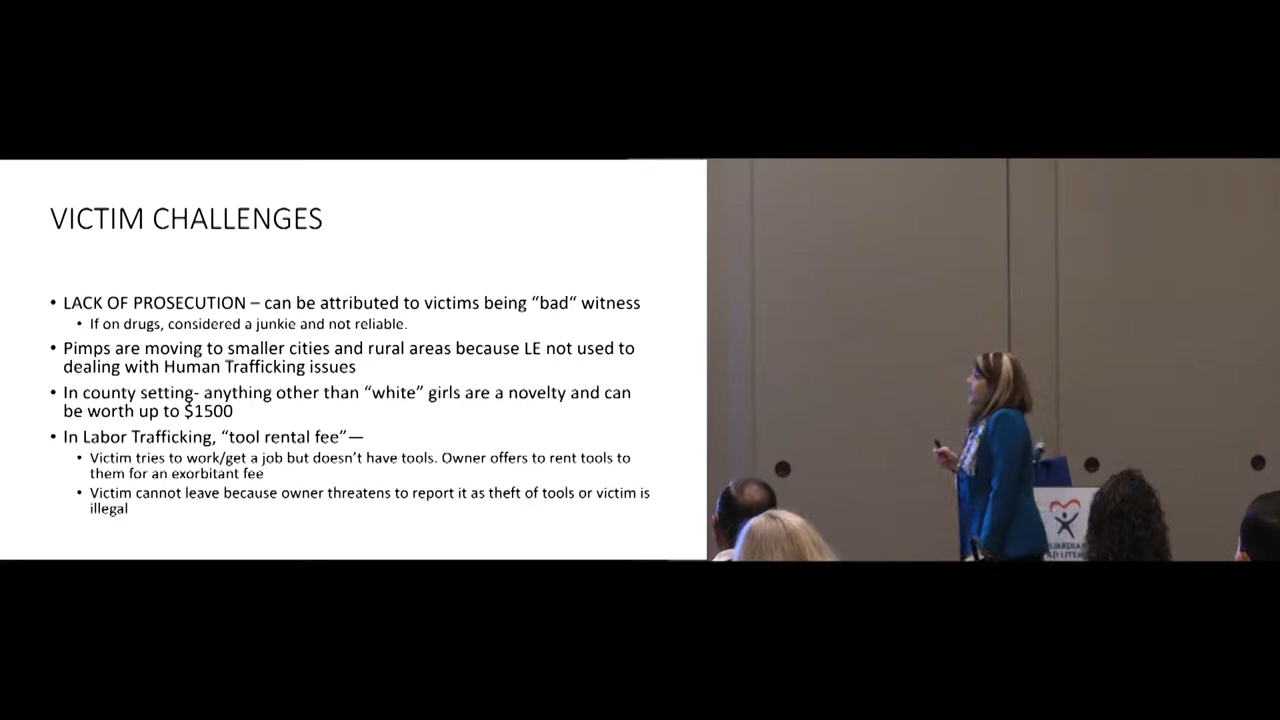 VICTIM CHALLENGES
• LACK OF PROSECUTION – can be attributed to victims being “bad“ witness
• If on drugs, considered a junkie and not reliable.
• Pimps are moving to smaller cities and rural areas because LE not used to
dealing with Human Trafficking issues
• In county setting- anything other than “white” girls are a novelty and can
be worth up to $1500
• In Labor Trafficking, “tool rental fee”—
• Victim tries to work/get a job but doesn’t have tools. Owner offers to rent tools to
them for an exorbitant fee
• Victim cannot leave because owner threatens to report it as theft of tools or victim is
illegal
GUARDIAN
AD LITEM